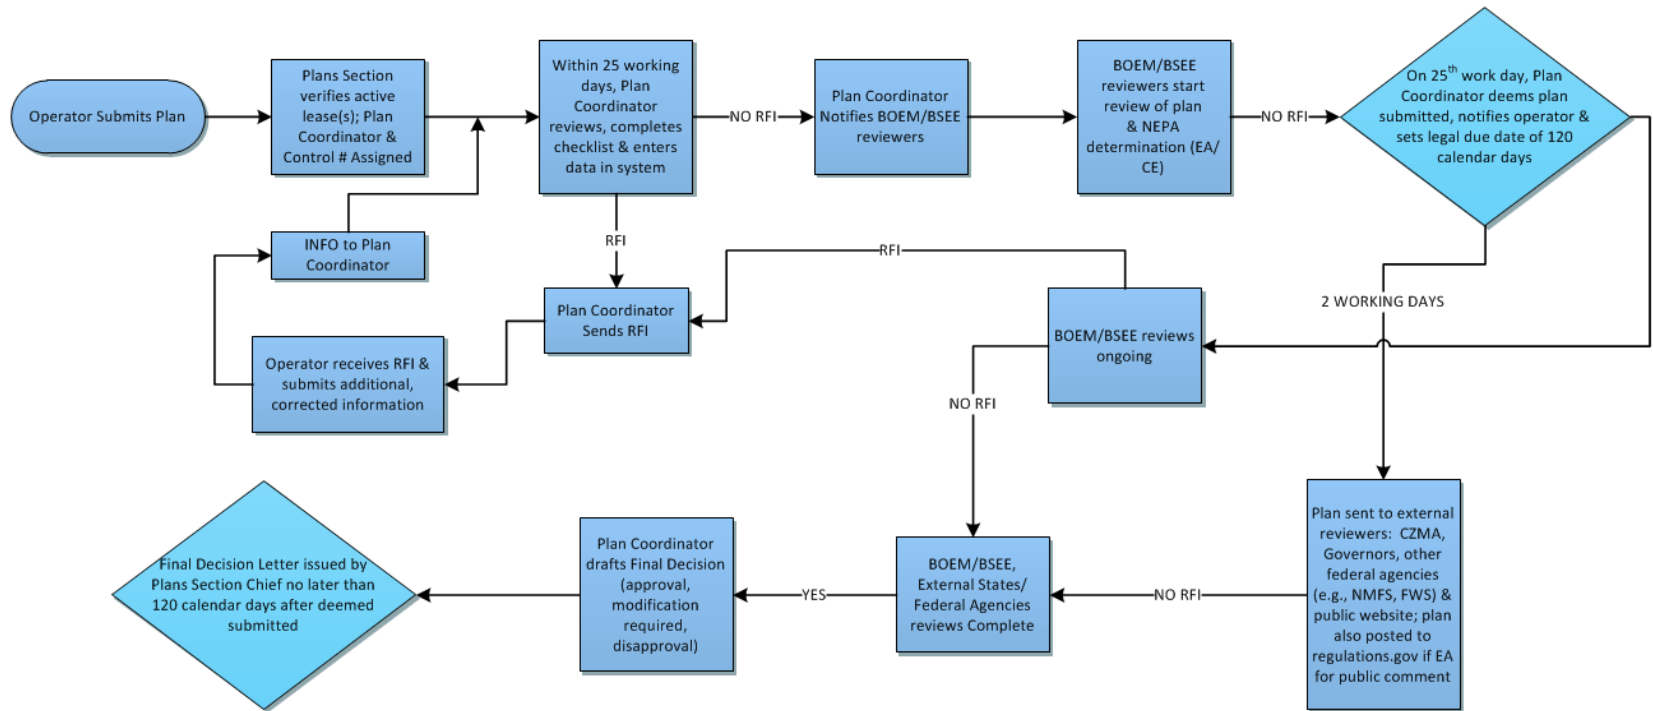 Operator Submits Plan
Plans Section
verifies active
lease(s); Plan
Coordinator &
Control # Assigned
Within 25 working
days, Plan
Coordinator
reviews, completes
checklist & enters
data in system
NO RFI
Plan Coordinator
Notifies BOEM/BSEE
reviewers
BOEM/BSEE
reviewers start
review of plan
& NEPA
determination (EA/
CE)
NO RFI
On 25th work day, Plan
Coordinator deems plan
submitted, notifies operator &
sets legal due date of 120
calendar days
INFO to Plan
Coordinator
RFI
RFI
2 WORKING DAYS
Plan Coordinator
Sends RFI
BOEM/BSEE reviews
ongoing
Operator receives RFI &
submits additional,
corrected information
NO RFI
Final Decision Letter issued by
Plans Section Chief no later than
120 calendar days after deemed
submitted
Plan Coordinator
drafts Final Decision
(approval,
modification
required,
disapproval)
YES
BOEM/BSEE,
External States/
Federal Agencies
reviews Complete
NO RFI
Plan sent to external
reviewers: CZMA,
Governors, other
federal agencies
(e.g., NMFS, FWS) &
public website; plan
also posted to
regulations.gov if EA
for public comment